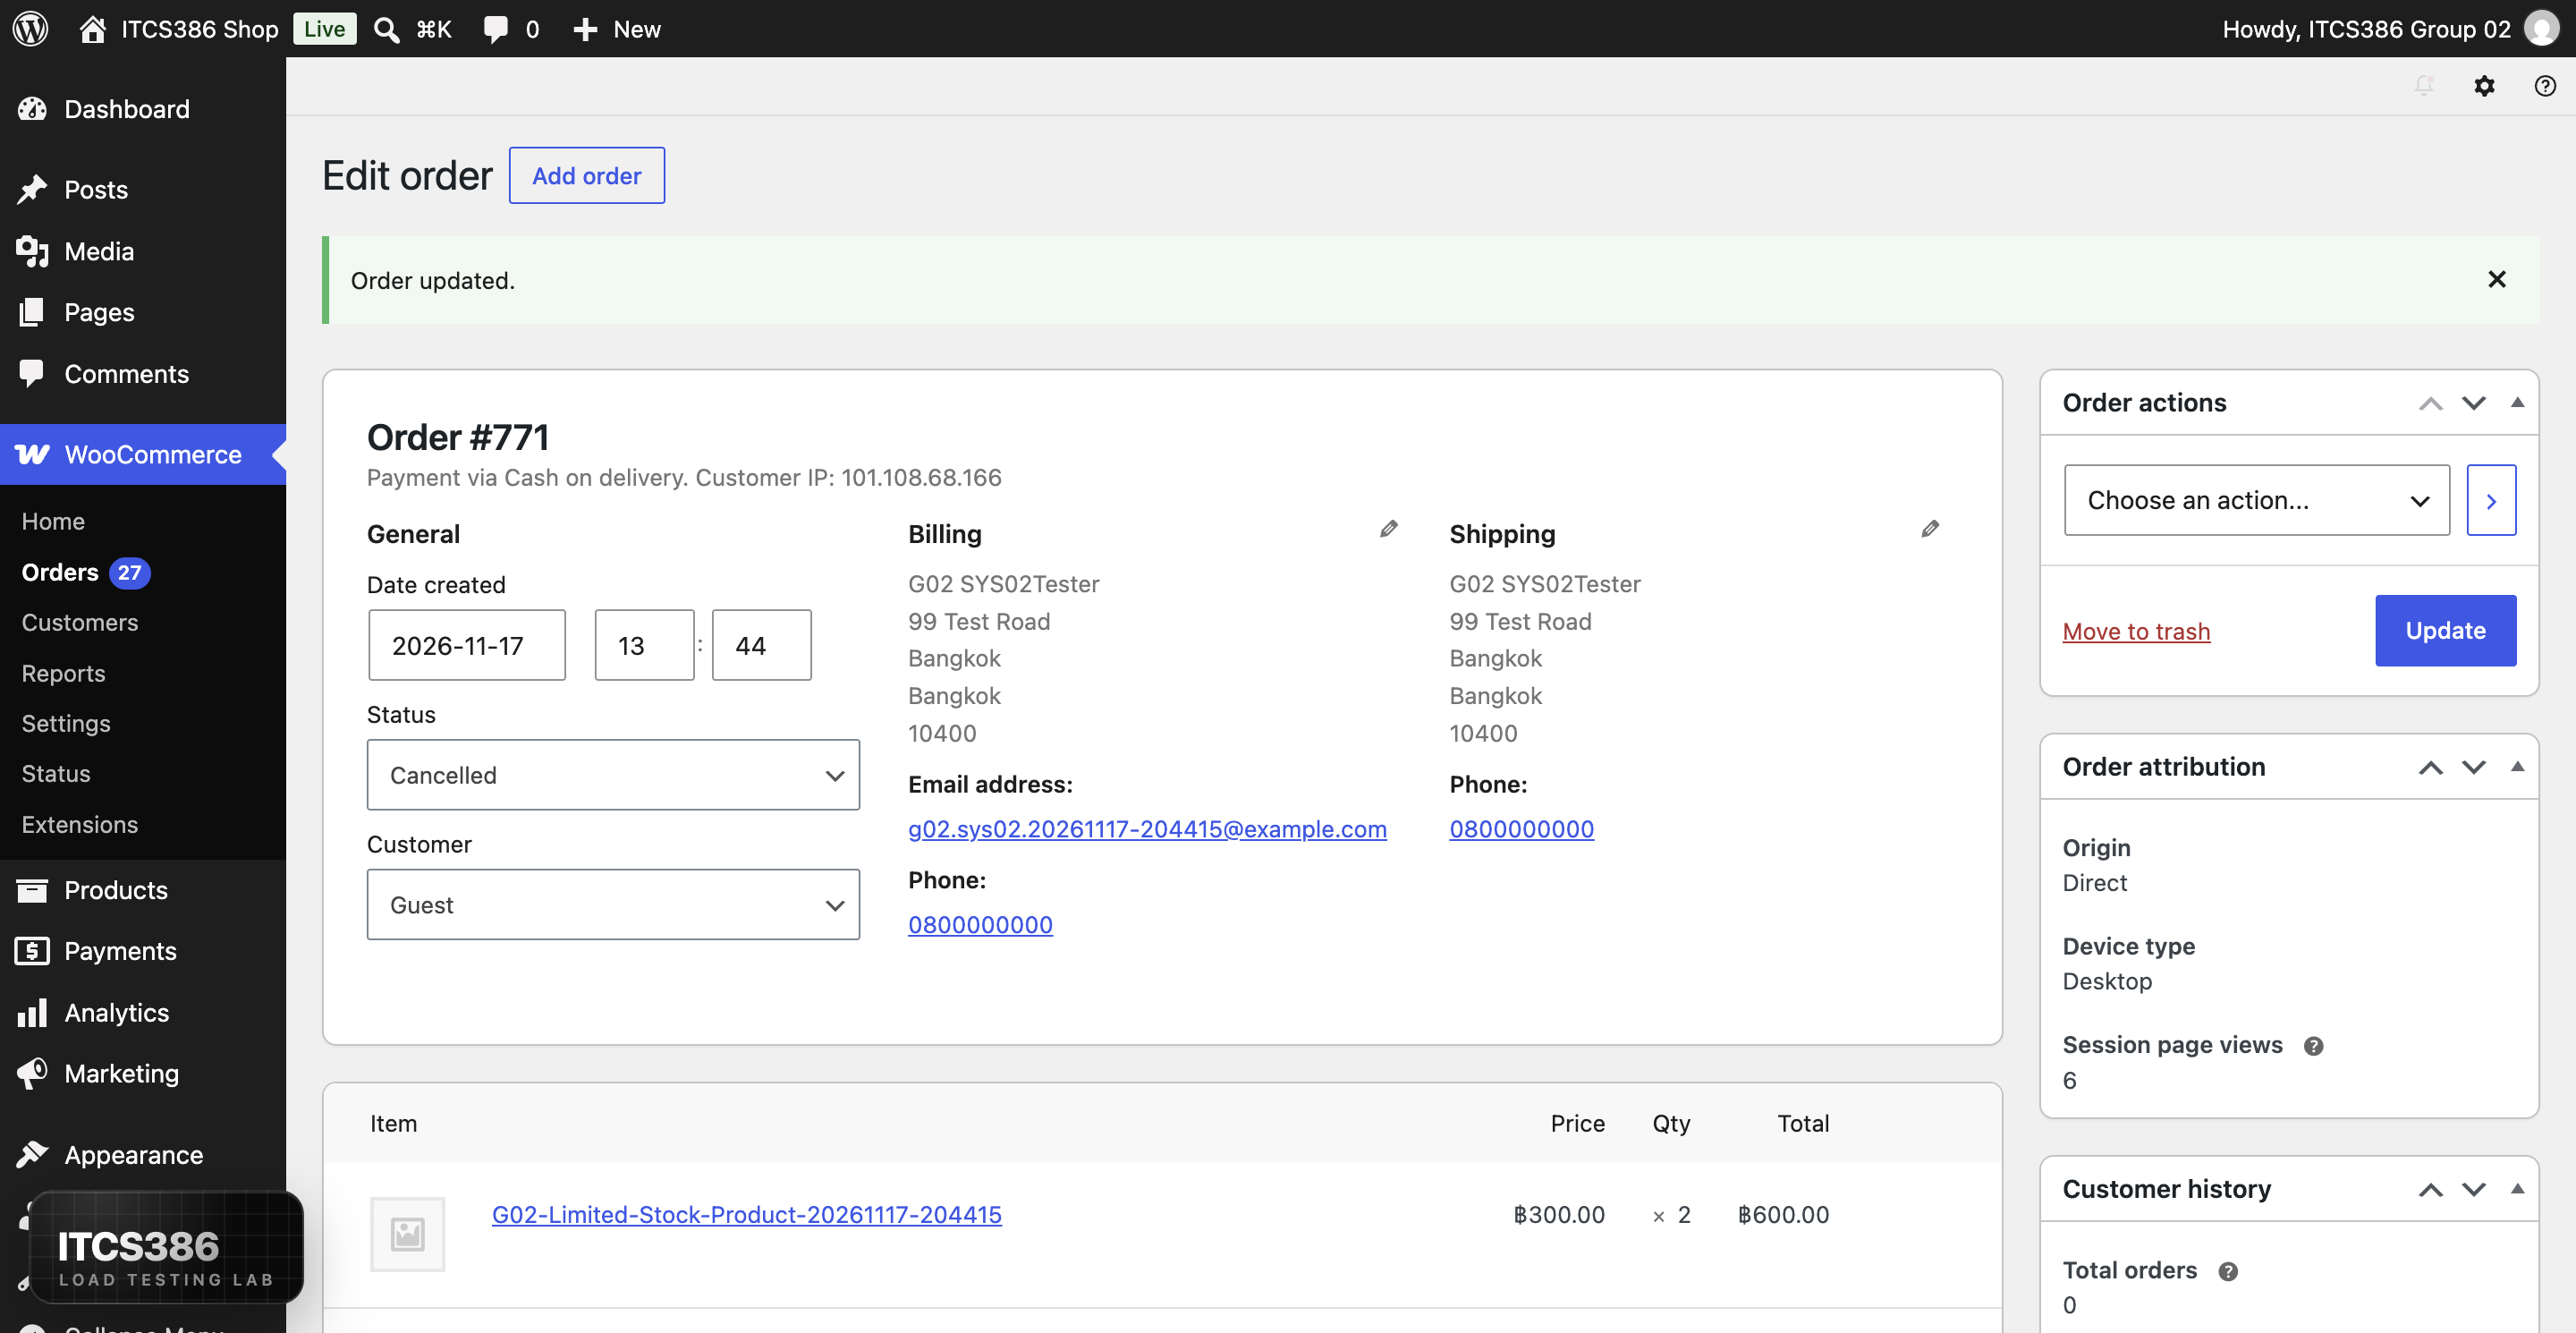 ITCS386 Shop Live ⌘K 0 New Howdy, ITCS386 Group 02
Dashboard
Posts
Media
Pages
Comments
WooCommerce
Home
Orders 27
Customers
Reports
Settings
Status
Extensions
Products
Payments
Analytics
Marketing
Appearance
ITCS386
LOAD TESTING LAB
Edit order Add order
Order updated.
Order #771
Payment via Cash on delivery. Customer IP: 101.108.68.166
General
Date created
2026-11-17 13 : 44
Status
Cancelled
Customer
Guest
Billing
G02 SYS02Tester
99 Test Road
Bangkok
Bangkok
10400
Email address:
g02.sys02.20261117-204415@example.com
Phone:
0800000000
Shipping
G02 SYS02Tester
99 Test Road
Bangkok
Bangkok
10400
Phone:
0800000000
Item Price Qty Total
G02-Limited-Stock-Product-20261117-204415 ฿300.00 × 2 ฿600.00
Order actions
Choose an action...
Move to trash Update
Order attribution
Origin
Direct
Device type
Desktop
Session page views
6
Customer history
Total orders
0